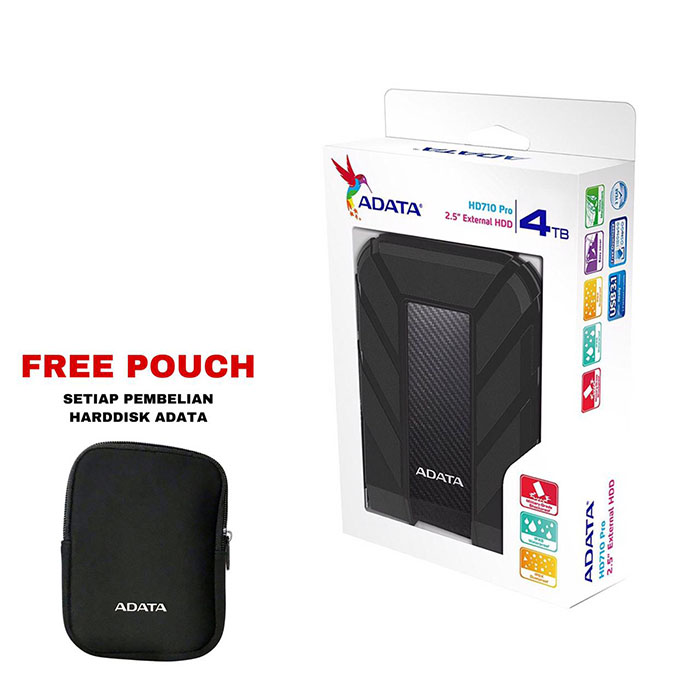 ADATA
HD710 Pro
2.5" External HDD
4TB
USB 3.1
ADATA
FREE POUCH
SETIAP PEMBELIAN
HARDDISK ADATA
ADATA
ADATA
HD710 Pro
2.5" External HDD